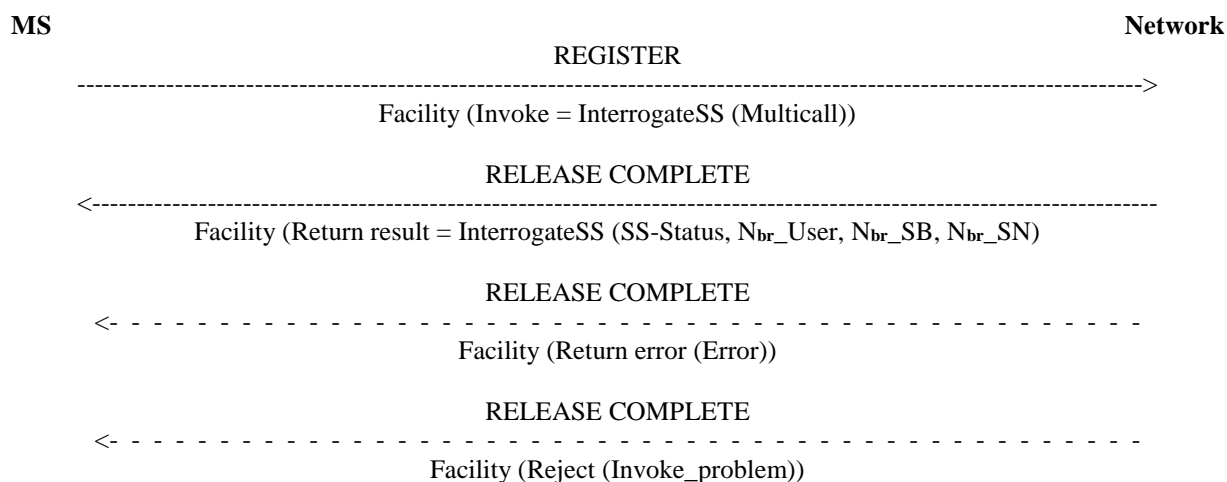 MS Network
REGISTER
------------------------------------------------------------------------------------------------------------------------>
Facility (Invoke = InterrogateSS (Multicall))
RELEASE COMPLETE
<------------------------------------------------------------------------------------------------------------------------
Facility (Return result = InterrogateSS (SS-Status, Nbr_User, Nbr_SB, Nbr_SN)
RELEASE COMPLETE
<- - - - - - - - - - - - - - - - - - - - - - - - - - - - - - - - - - - - - - - - - - - - - - - - -
Facility (Return error (Error))
RELEASE COMPLETE
<- - - - - - - - - - - - - - - - - - - - - - - - - - - - - - - - - - - - - - - - - - - - - - - - -
Facility (Reject (Invoke_problem))